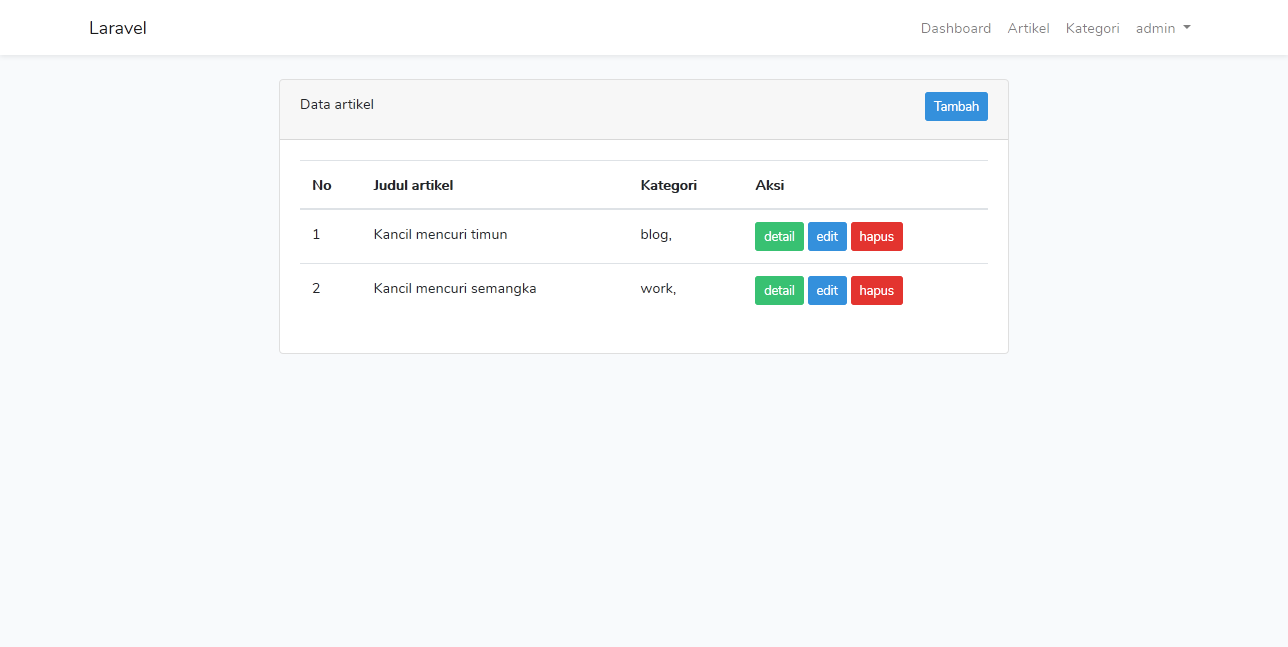 Laravel Dashboard Artikel Kategori admin
Data artikel Tambah
No Judul artikel Kategori Aksi
1 Kancil mencuri timun blog, detail edit hapus
2 Kancil mencuri semangka work, detail edit hapus